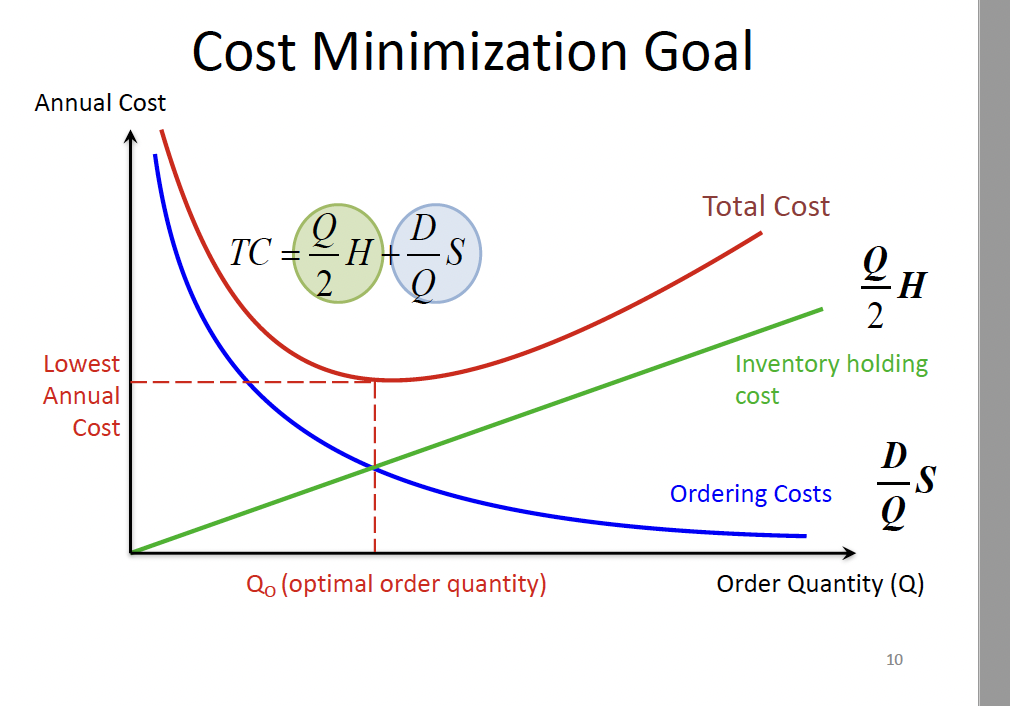 Cost Minimization Goal
Annual Cost
Total Cost
TC = Q/2 H + D/Q S
Q/2 H
Lowest
Annual
Cost
Inventory holding
cost
D/Q S
Ordering Costs
QO (optimal order quantity)
Order Quantity (Q)
10